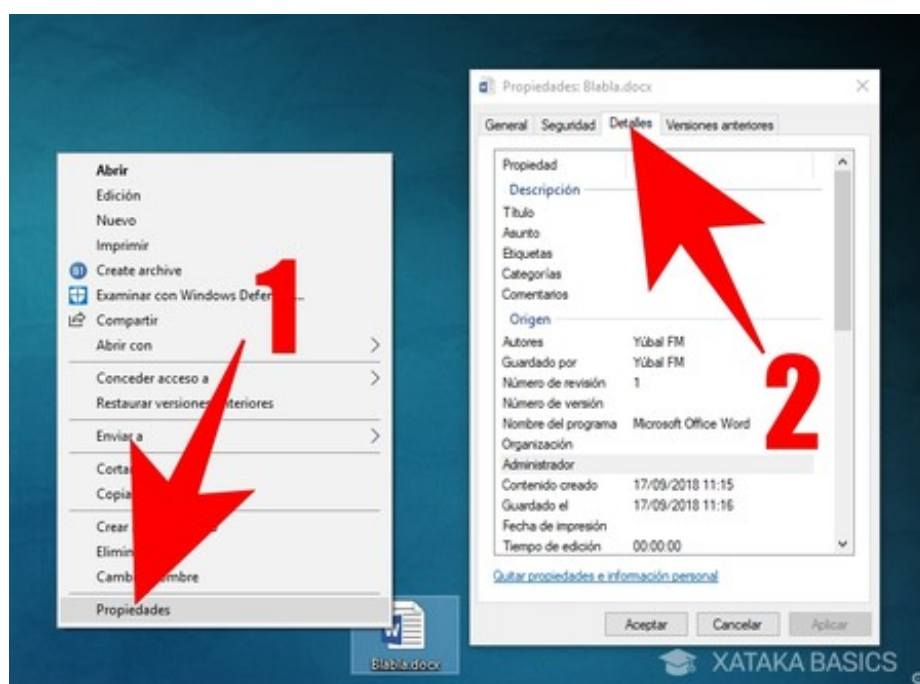 Abrir
Edición
Nuevo
Imprimir
Create archive
Examinar con Windows Defen...
Compartir
Abrir con
Conceder acceso a
Restaurar versiones anteriores
Enviar a
Cortar
Copiar
Crear
Eliminar
Cambiar nombre
Propiedades
1
Blabla.docx
Propiedades: Blabla.docx
General Seguridad Detalles Versiones anteriores
Propiedad
Descripción
Título
Asunto
Etiquetas
Categorías
Comentarios
Origen
Autores Yúbal FM
Guardado por Yúbal FM
Número de revisión 1
Número de versión
Nombre del programa Microsoft Office Word
Organización
Administrador
Contenido creado 17/09/2018 11:15
Guardado el 17/09/2018 11:16
Fecha de impresión
Tiempo de edición 00:00:00
2
Quitar propiedades e información personal
Aceptar Cancelar Aplicar
XATAKA BASICS